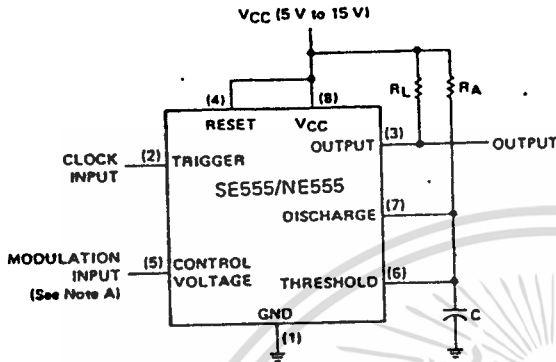 VCC (5 V to 15 V)
(4)
(8)
RL
RA
RESET
VCC
(3)
OUTPUT
OUTPUT
CLOCK
INPUT
(2)
TRIGGER
SE555/NE555
(7)
DISCHARGE
MODULATION
INPUT
(See Note A)
(5)
CONTROL
VOLTAGE
(6)
THRESHOLD
C
GND
(1)